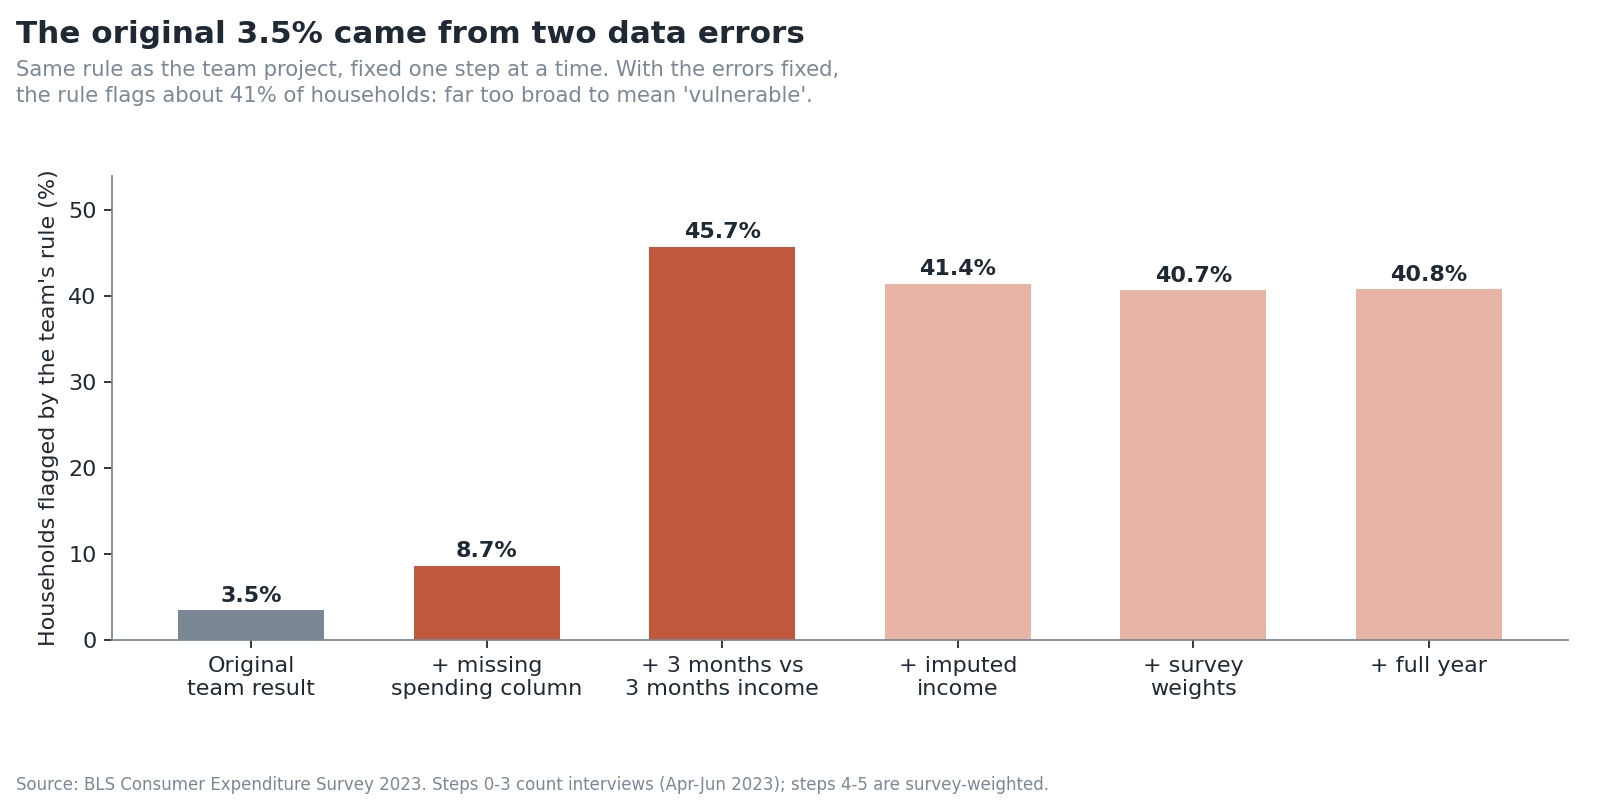 The original 3.5% came from two data errors
Same rule as the team project, fixed one step at a time. With the errors fixed,
the rule flags about 41% of households: far too broad to mean 'vulnerable'.
Households flagged by the team's rule (%)
50
40
30
20
10
0
3.5%
8.7%
45.7%
41.4%
40.7%
40.8%
Original
team result
+ missing
spending column
+ 3 months vs
3 months income
+ imputed
income
+ survey
weights
+ full year
Source: BLS Consumer Expenditure Survey 2023. Steps 0-3 count interviews (Apr-Jun 2023); steps 4-5 are survey-weighted.